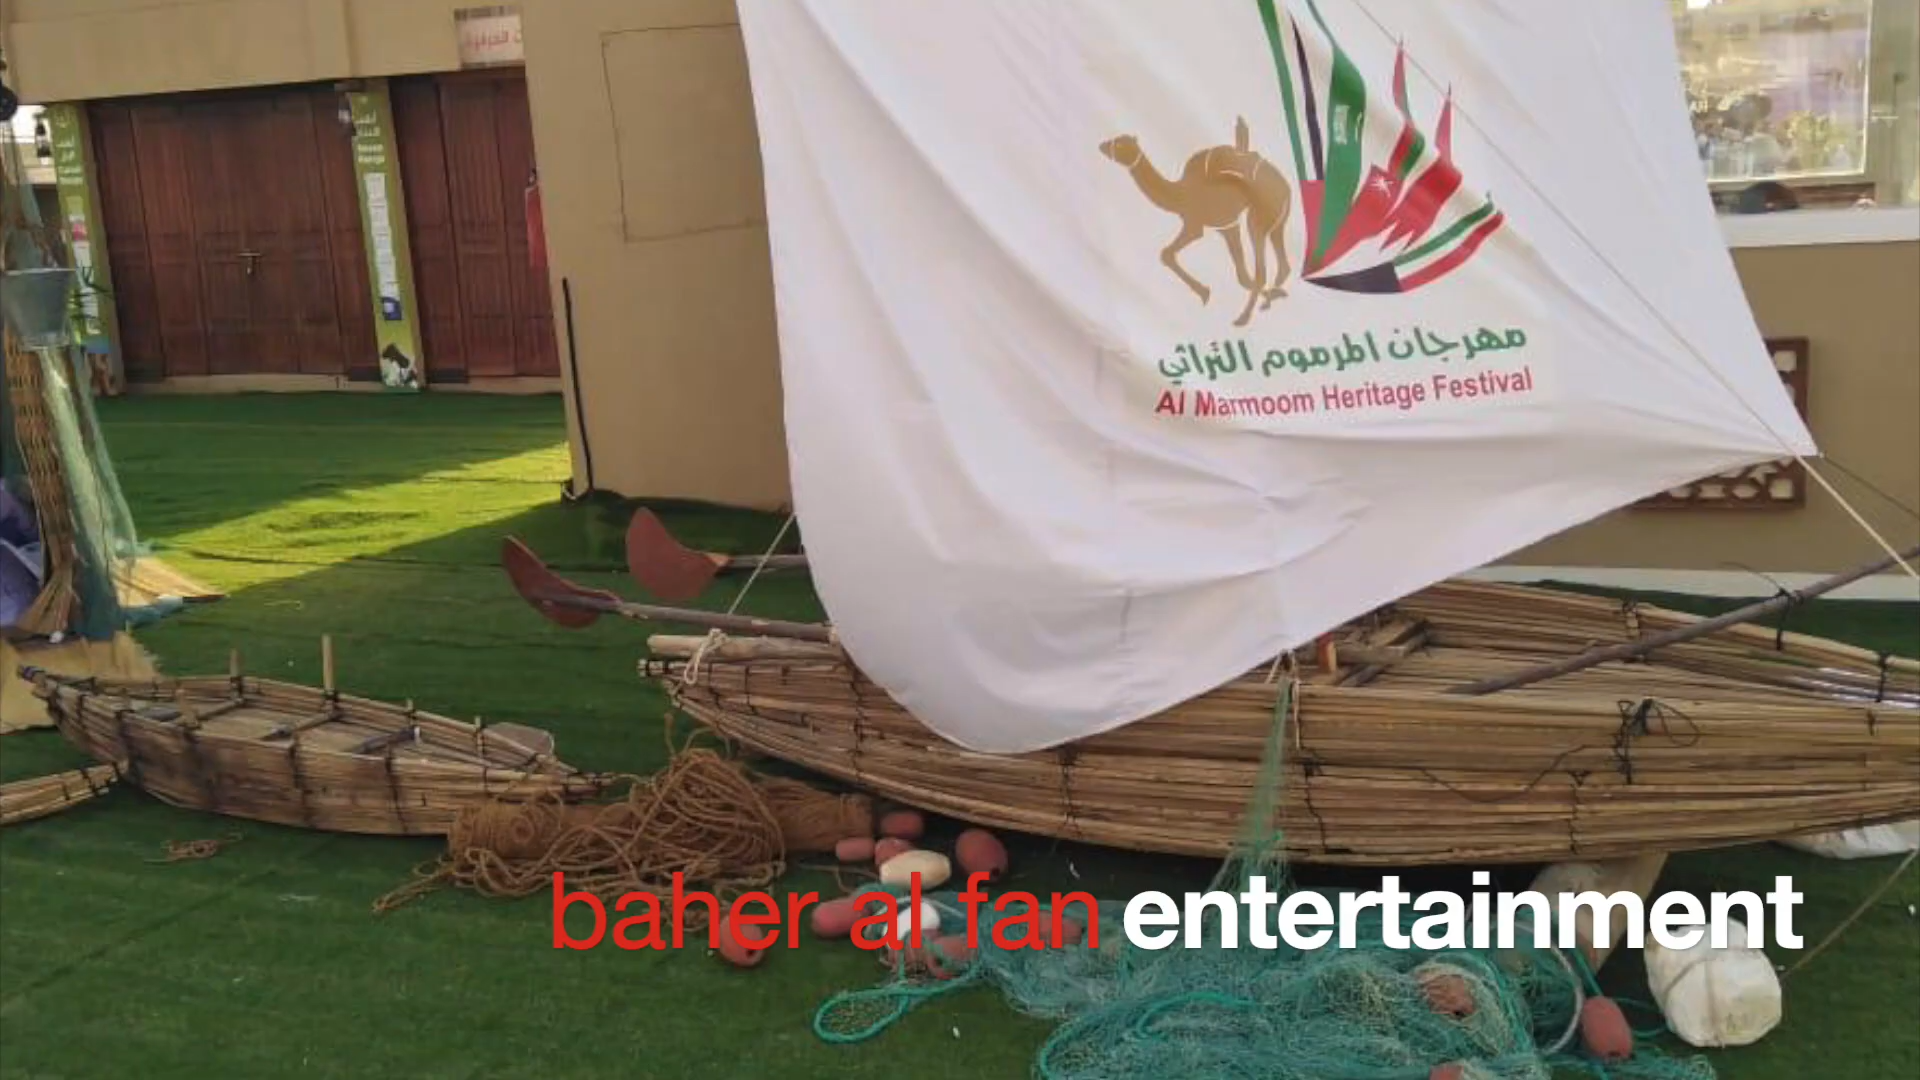 مهرجان المرموم التراثي
Al Marmoom Heritage Festival
baher al fan entertainment